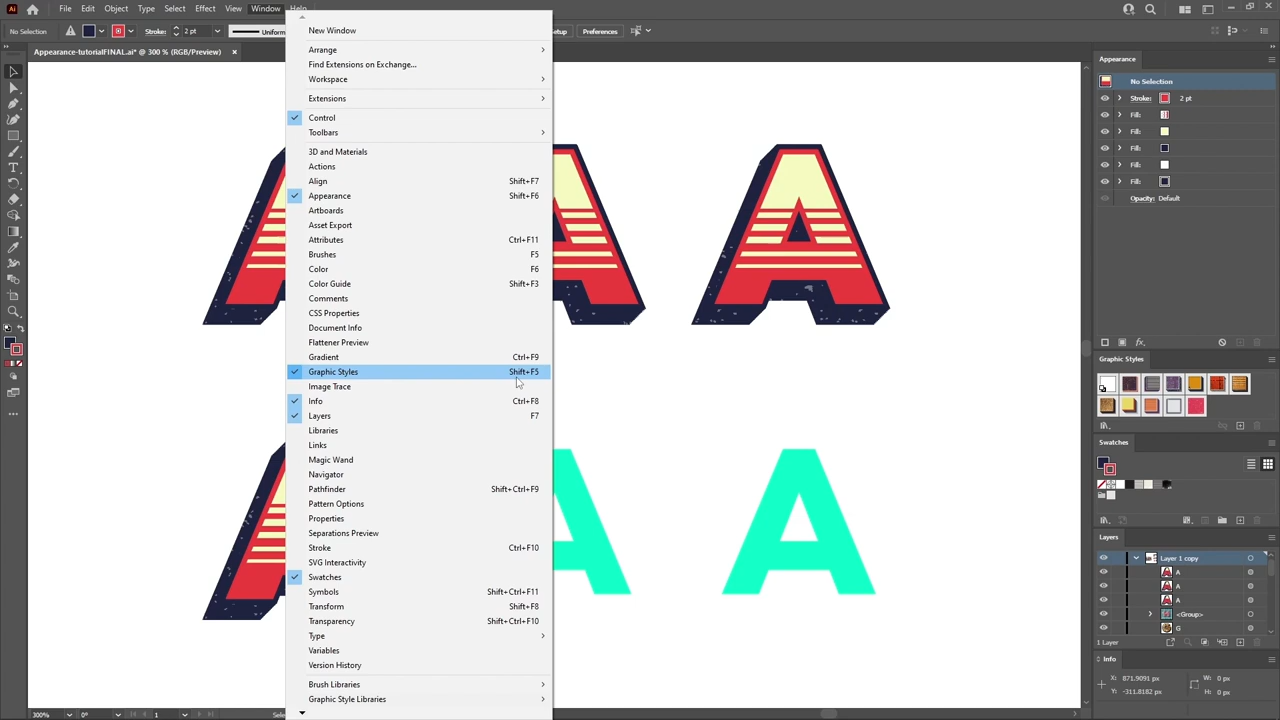 Ai File Edit Object Type Select Effect View Window Help
No Selection Stroke: 2 pt Uniform Preferences
Appearance-tutorialFINAL.ai* @ 300 % (RGB/Preview) ×
New Window
Arrange
Find Extensions on Exchange...
Workspace
Extensions
Control
Toolbars
3D and Materials
Actions
Align Shift+F7
Appearance Shift+F6
Artboards
Asset Export
Attributes Ctrl+F11
Brushes F5
Color F6
Color Guide Shift+F3
Comments
CSS Properties
Document Info
Flattener Preview
Gradient Ctrl+F9
Graphic Styles Shift+F5
Image Trace
Info Ctrl+F8
Layers F7
Libraries
Links
Magic Wand
Navigator
Pathfinder Shift+Ctrl+F9
Pattern Options
Properties
Separations Preview
Stroke Ctrl+F10
SVG Interactivity
Swatches
Symbols Shift+Ctrl+F11
Transform Shift+F8
Transparency Shift+Ctrl+F10
Type
Variables
Version History
Brush Libraries
Graphic Style Libraries
A
A
Appearance
No Selection
Stroke: 2 pt
Fill:
Fill:
Fill:
Fill:
Fill:
Opacity: Default
fx.
Graphic Styles
Swatches
Layers
Layer 1 copy
A
A
A
<Group>
G
1 Layer
Info
X: 871.9091 px W: 0 px
Y: -311.8182 px H: 0 px
300% 0° 1